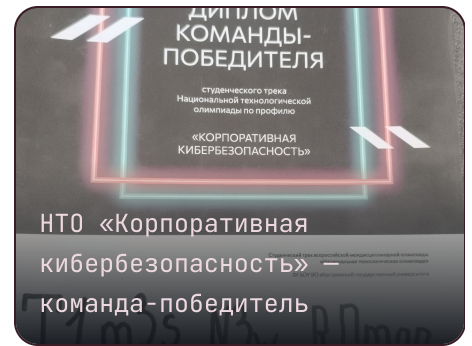 ДИПЛОМ
КОМАНДЫ-
ПОБЕДИТЕЛЯ
студенческого трека
Национальной технологической
олимпиады по профилю
«КОРПОРАТИВНАЯ
КИБЕРБЕЗОПАСНОСТЬ»
НТО «Корпоративная
кибербезопасность» —
команда-победитель